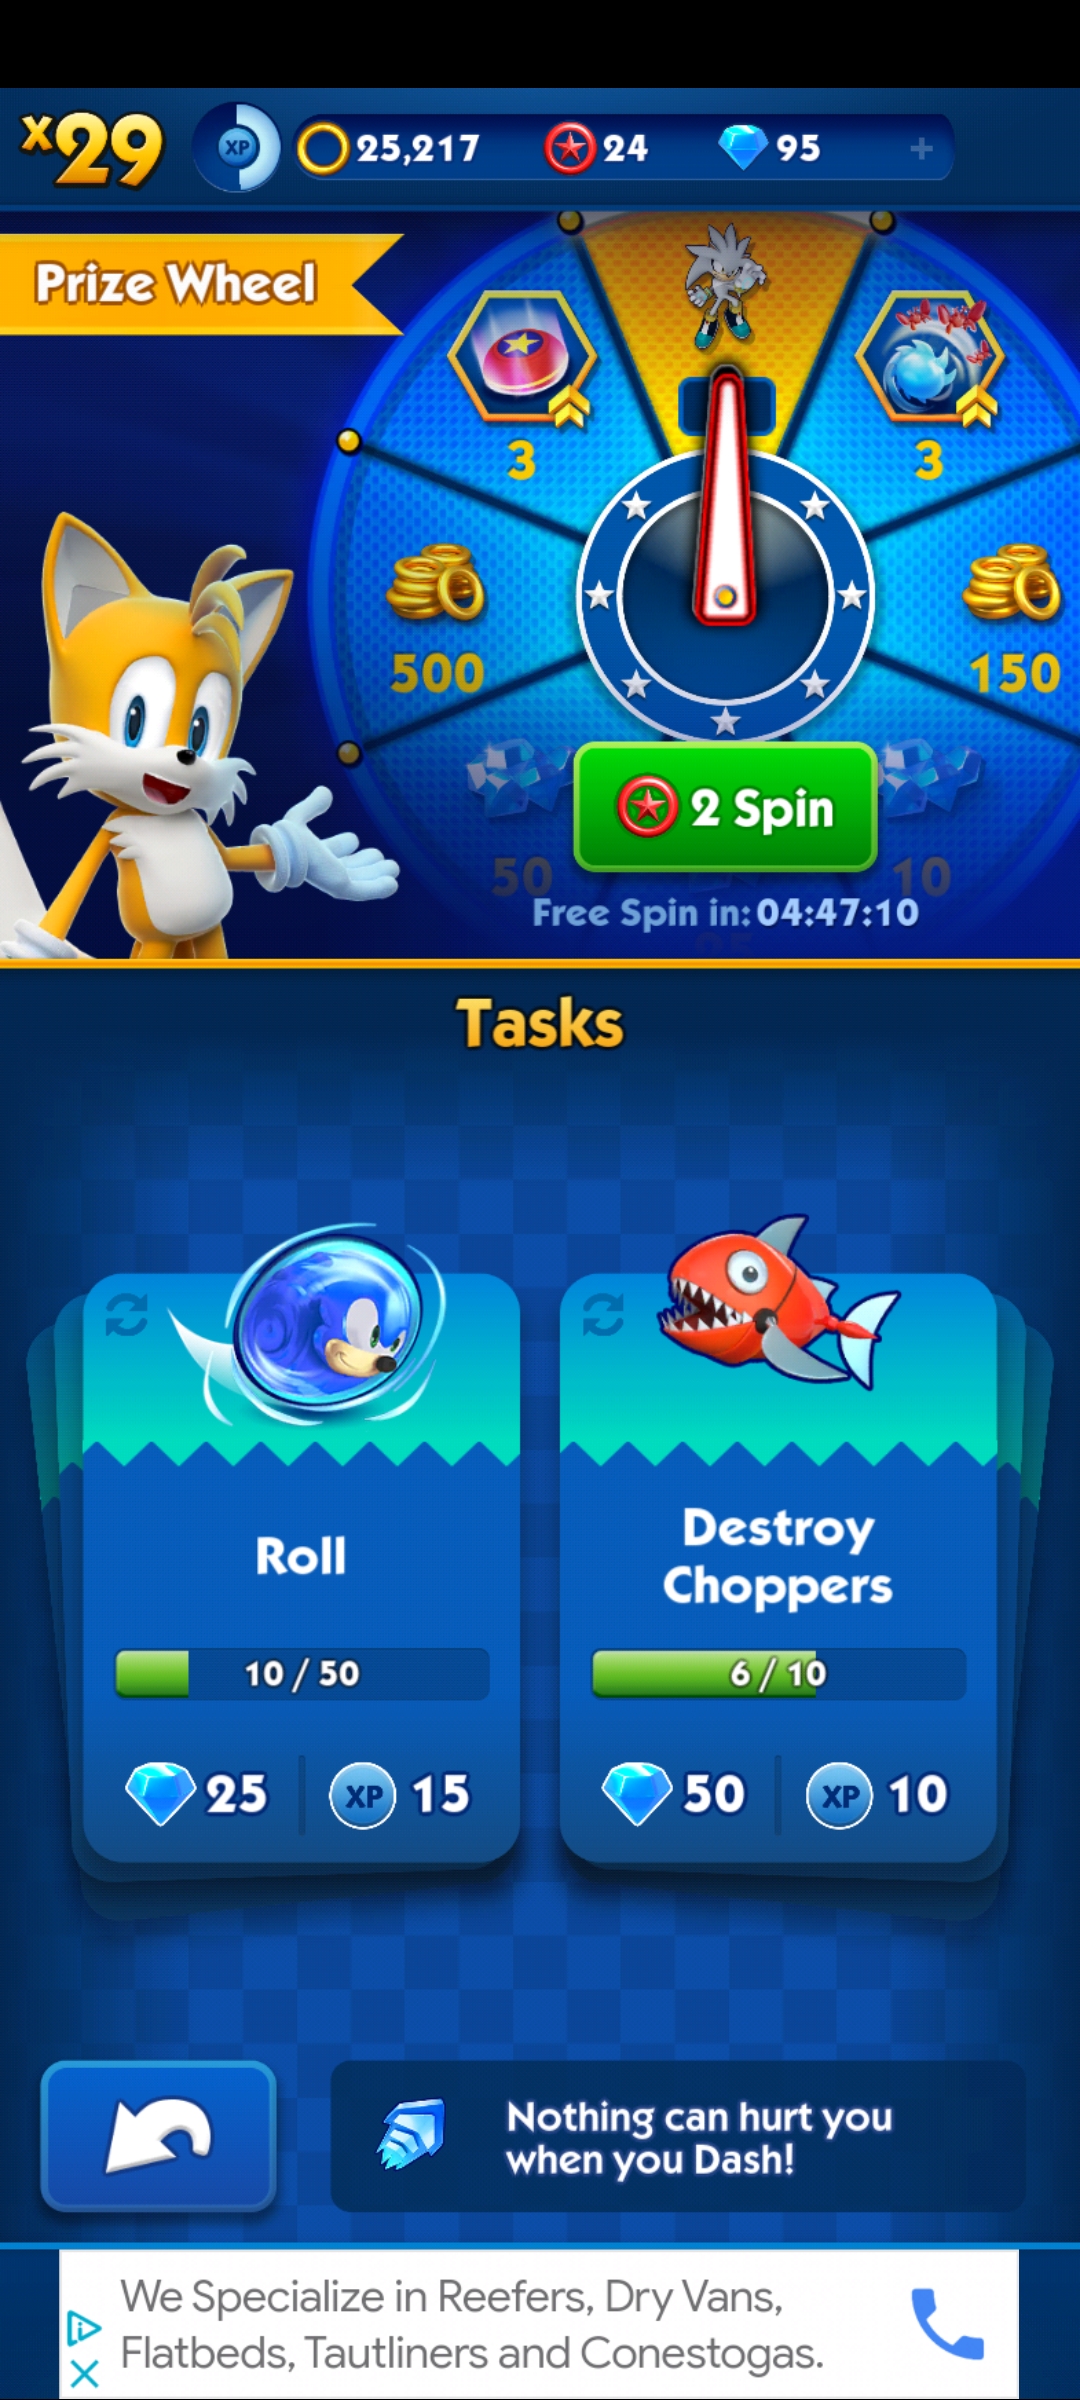 x29
XP
25,217
24
95
+
Prize Wheel
3
3
500
150
2 Spin
50
10
Free Spin in: 04:47:10
25
Tasks
Roll
Destroy
Choppers
10 / 50
6 / 10
25
XP
15
50
XP
10
Nothing can hurt you
when you Dash!
We Specialize in Reefers, Dry Vans,
Flatbeds, Tautliners and Conestogas.